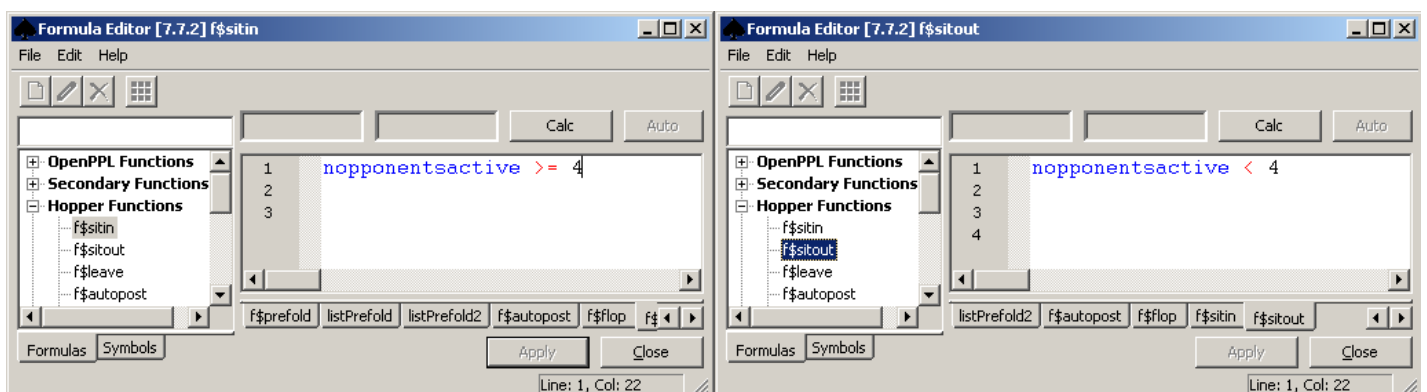 Formula Editor [7.7.2] f$sitin
File Edit Help
Calc Auto
OpenPPL Functions
Secondary Functions
Hopper Functions
f$sitin
f$sitout
f$leave
f$autopost
1 nopponentsactive >= 4
2
3
f$prefold listPrefold listPrefold2 f$autopost f$flop f$
Formulas Symbols
Apply Close
Line: 1, Col: 22
Formula Editor [7.7.2] f$sitout
File Edit Help
Calc Auto
OpenPPL Functions
Secondary Functions
Hopper Functions
f$sitin
f$sitout
f$leave
f$autopost
1 nopponentsactive < 4
2
3
4
listPrefold2 f$autopost f$flop f$sitin f$sitout
Formulas Symbols
Apply Close
Line: 1, Col: 22